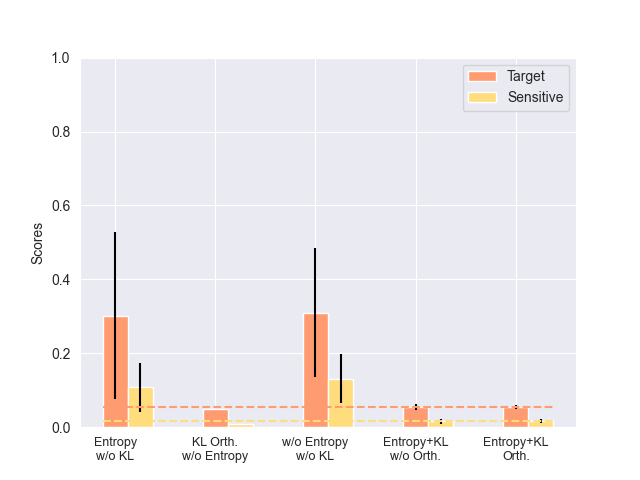 1.0
0.8
0.6
0.4
0.2
0.0
Scores
Target
Sensitive
Entropy
w/o KL
KL Orth.
w/o Entropy
w/o Entropy
w/o KL
Entropy+KL
w/o Orth.
Entropy+KL
Orth.